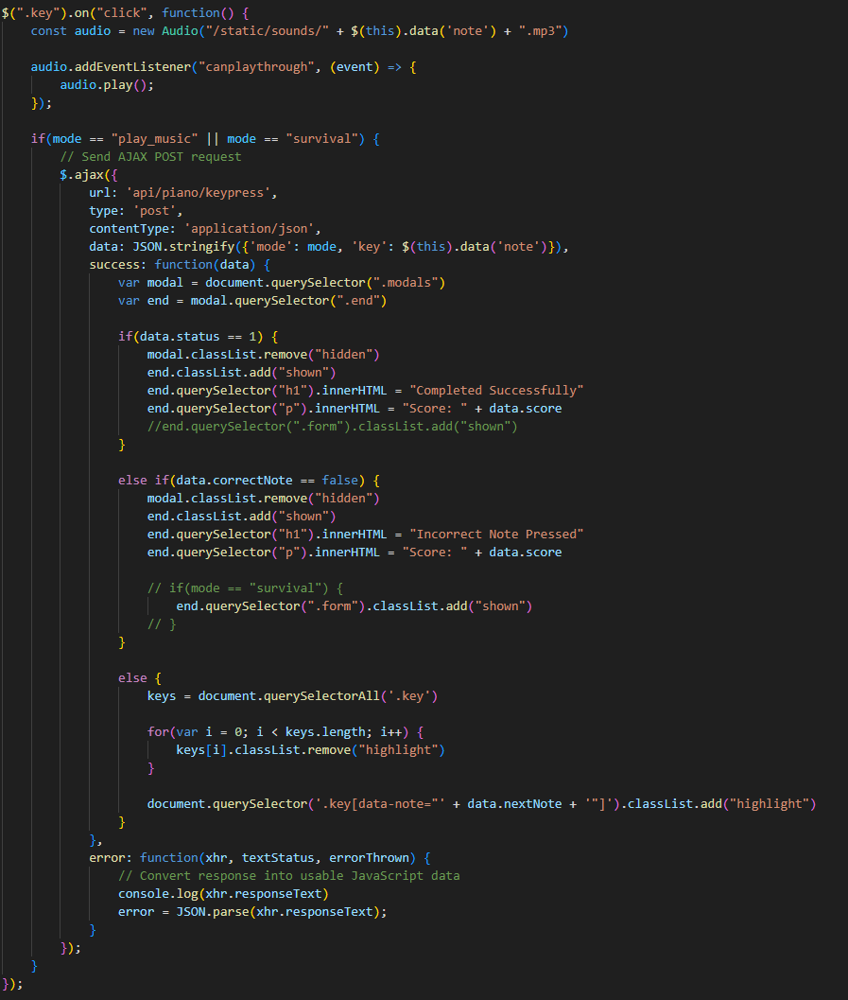 $(".key").on("click", function() {
    const audio = new Audio("/static/sounds/" + $(this).data('note') + ".mp3")

    audio.addEventListener("canplaythrough", (event) => {
        audio.play();
    });

    if(mode == "play_music" || mode == "survival") {
        // Send AJAX POST request
        $.ajax({
            url: 'api/piano/keypress',
            type: 'post',
            contentType: 'application/json',
            data: JSON.stringify({'mode': mode, 'key': $(this).data('note')}),
            success: function(data) {
                var modal = document.querySelector(".modals")
                var end = modal.querySelector(".end")

                if(data.status == 1) {
                    modal.classList.remove("hidden")
                    end.classList.add("shown")
                    end.querySelector("h1").innerHTML = "Completed Successfully"
                    end.querySelector("p").innerHTML = "Score: " + data.score
                    //end.querySelector(".form").classList.add("shown")
                }

                else if(data.correctNote == false) {
                    modal.classList.remove("hidden")
                    end.classList.add("shown")
                    end.querySelector("h1").innerHTML = "Incorrect Note Pressed"
                    end.querySelector("p").innerHTML = "Score: " + data.score

                    // if(mode == "survival") {
                        end.querySelector(".form").classList.add("shown")
                    // }
                }

                else {
                    keys = document.querySelectorAll('.key')

                    for(var i = 0; i < keys.length; i++) {
                        keys[i].classList.remove("highlight")
                    }

                    document.querySelector('.key[data-note="' + data.nextNote + '"]').classList.add("highlight")
                }
            },
            error: function(xhr, textStatus, errorThrown) {
                // Convert response into usable JavaScript data
                console.log(xhr.responseText)
                error = JSON.parse(xhr.responseText);
            }
        });
    }
});